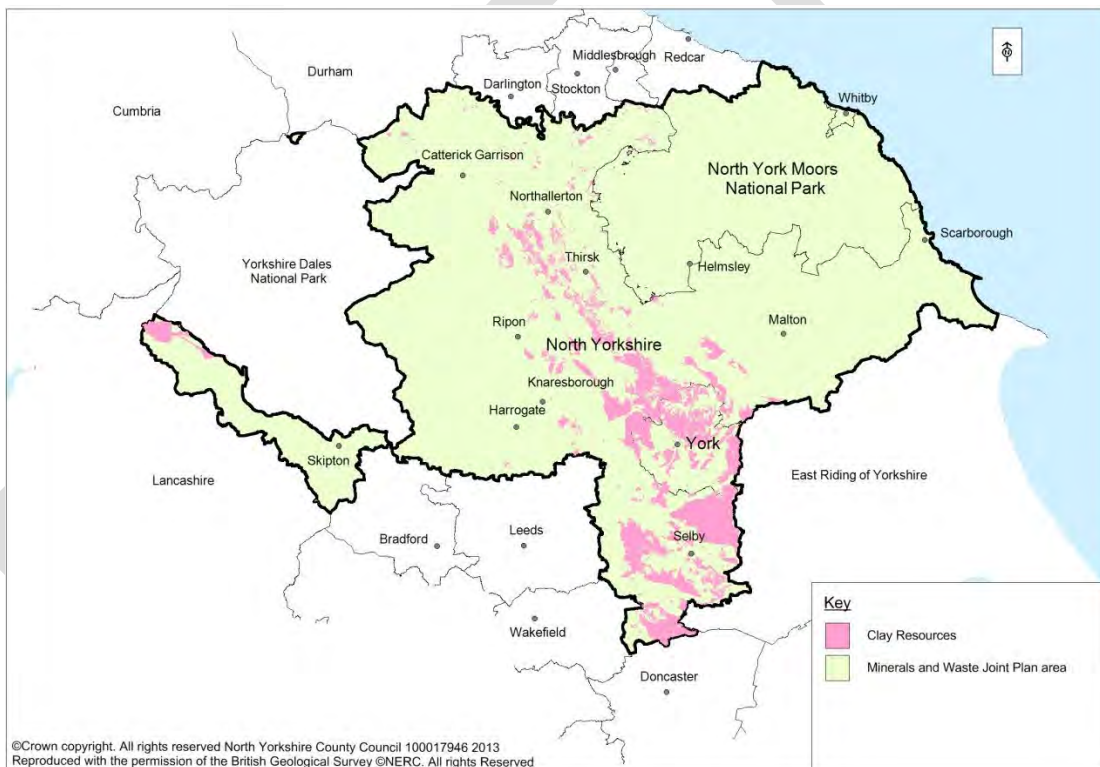 Middlesbrough
Redcar
Durham
Darlington
Stockton
Cumbria
Whitby
Catterick Garrison
North York Moors
National Park
Northallerton
Scarborough
Yorkshire Dales
National Park
Thirsk
Helmsley
Ripon
North Yorkshire
Malton
Knaresborough
Harrogate
York
Skipton
Lancashire
East Riding of Yorkshire
Bradford
Leeds
Selby
Wakefield
Doncaster
Key
Clay Resources
Minerals and Waste Joint Plan area
©Crown copyright. All rights reserved North Yorkshire County Council 100017946 2013
Reproduced with the permission of the British Geological Survey ©NERC. All rights Reserved